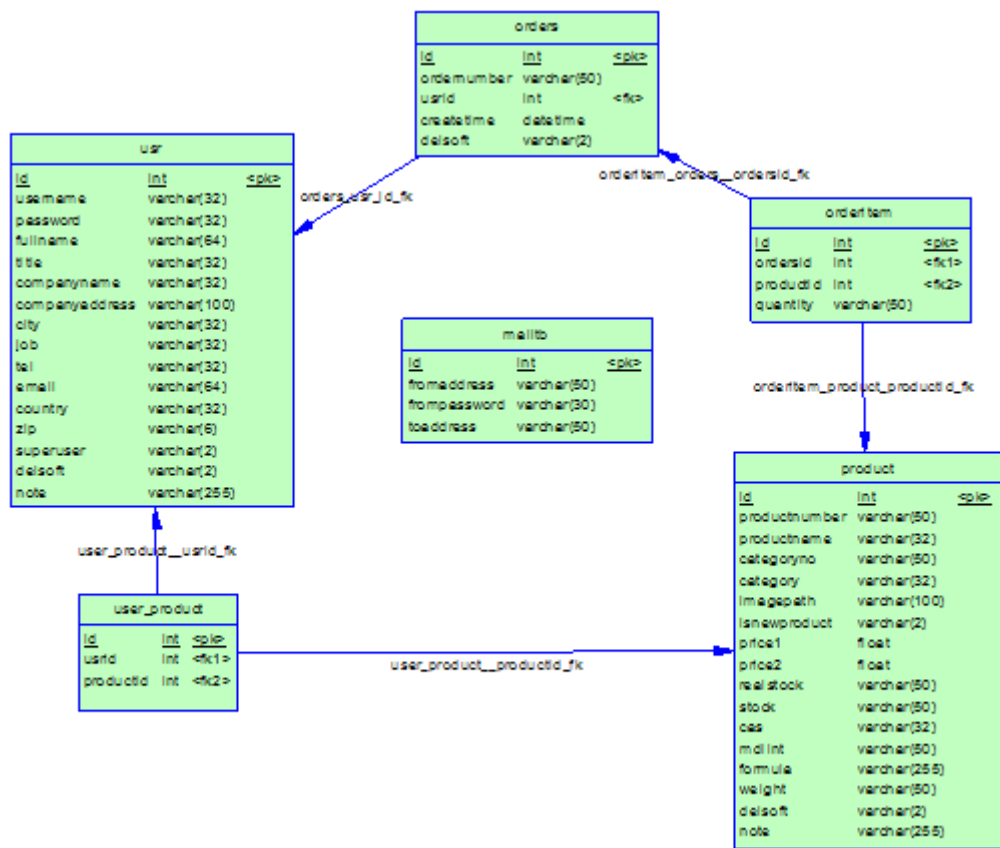 orders
id int <pk>
ordernumber varchar(50)
usrid int <fk>
createtime datetime
delsoft varchar(2)
usr
id int <pk>
username varchar(32)
password varchar(32)
fullname varchar(64)
title varchar(32)
companyname varchar(32)
companyaddress varchar(100)
city varchar(32)
job varchar(32)
tel varchar(32)
email varchar(64)
country varchar(32)
zip varchar(6)
superuser varchar(2)
delsoft varchar(2)
note varchar(255)
orders_usr_id_fk
orderitem_orders__ordersid_fk
orderitem
id int <pk>
ordersid int <fk1>
productid int <fk2>
quantity varchar(50)
mailtb
id int <pk>
fromaddress varchar(50)
frompassword varchar(30)
toaddress varchar(50)
orderitem_product_productid_fk
product
id int <pk>
productnumber varchar(50)
productname varchar(32)
categoryno varchar(50)
category varchar(32)
imagepath varchar(100)
isnewproduct varchar(2)
price1 float
price2 float
realstock varchar(50)
stock varchar(50)
cas varchar(32)
mdlint varchar(50)
formula varchar(255)
weight varchar(50)
delsoft varchar(2)
note varchar(255)
user_product__usrid_fk
user_product
id int <pk>
usrid int <fk1>
productid int <fk2>
user_product__productid_fk